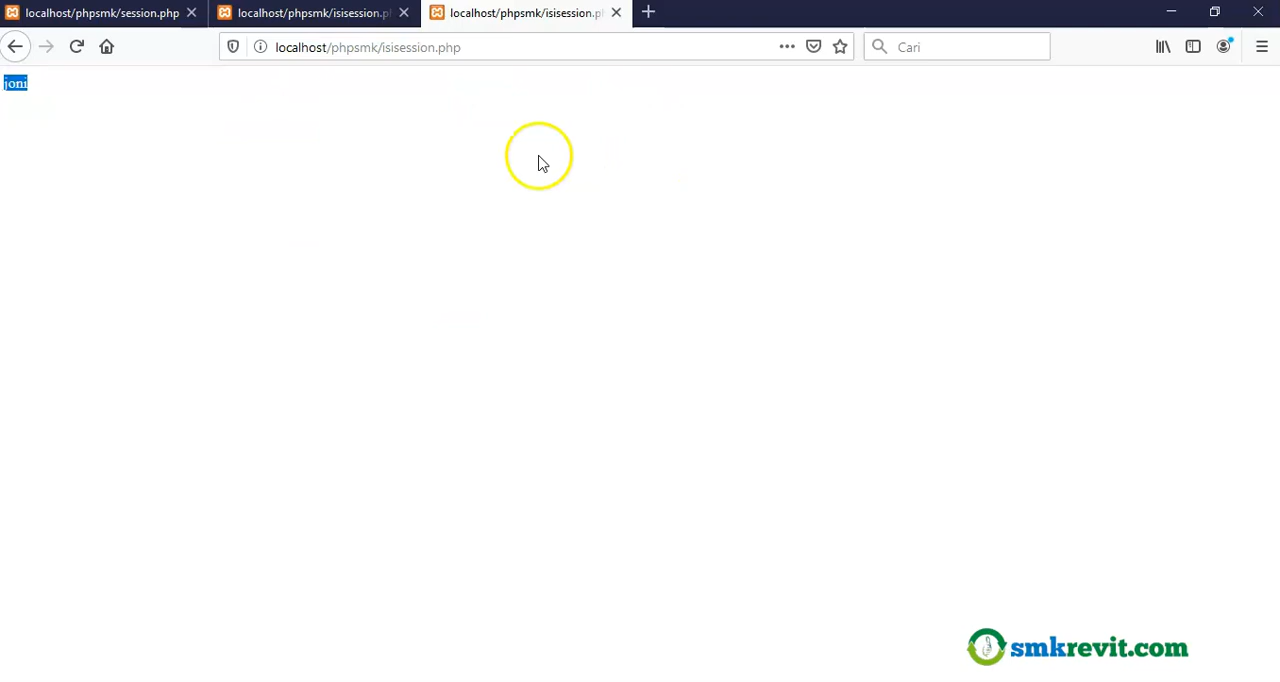 localhost/phpsmk/session.php
localhost/phpsmk/isisession.p
localhost/phpsmk/isisession.p
localhost/phpsmk/isisession.php
Cari
joni
smkrevit.com